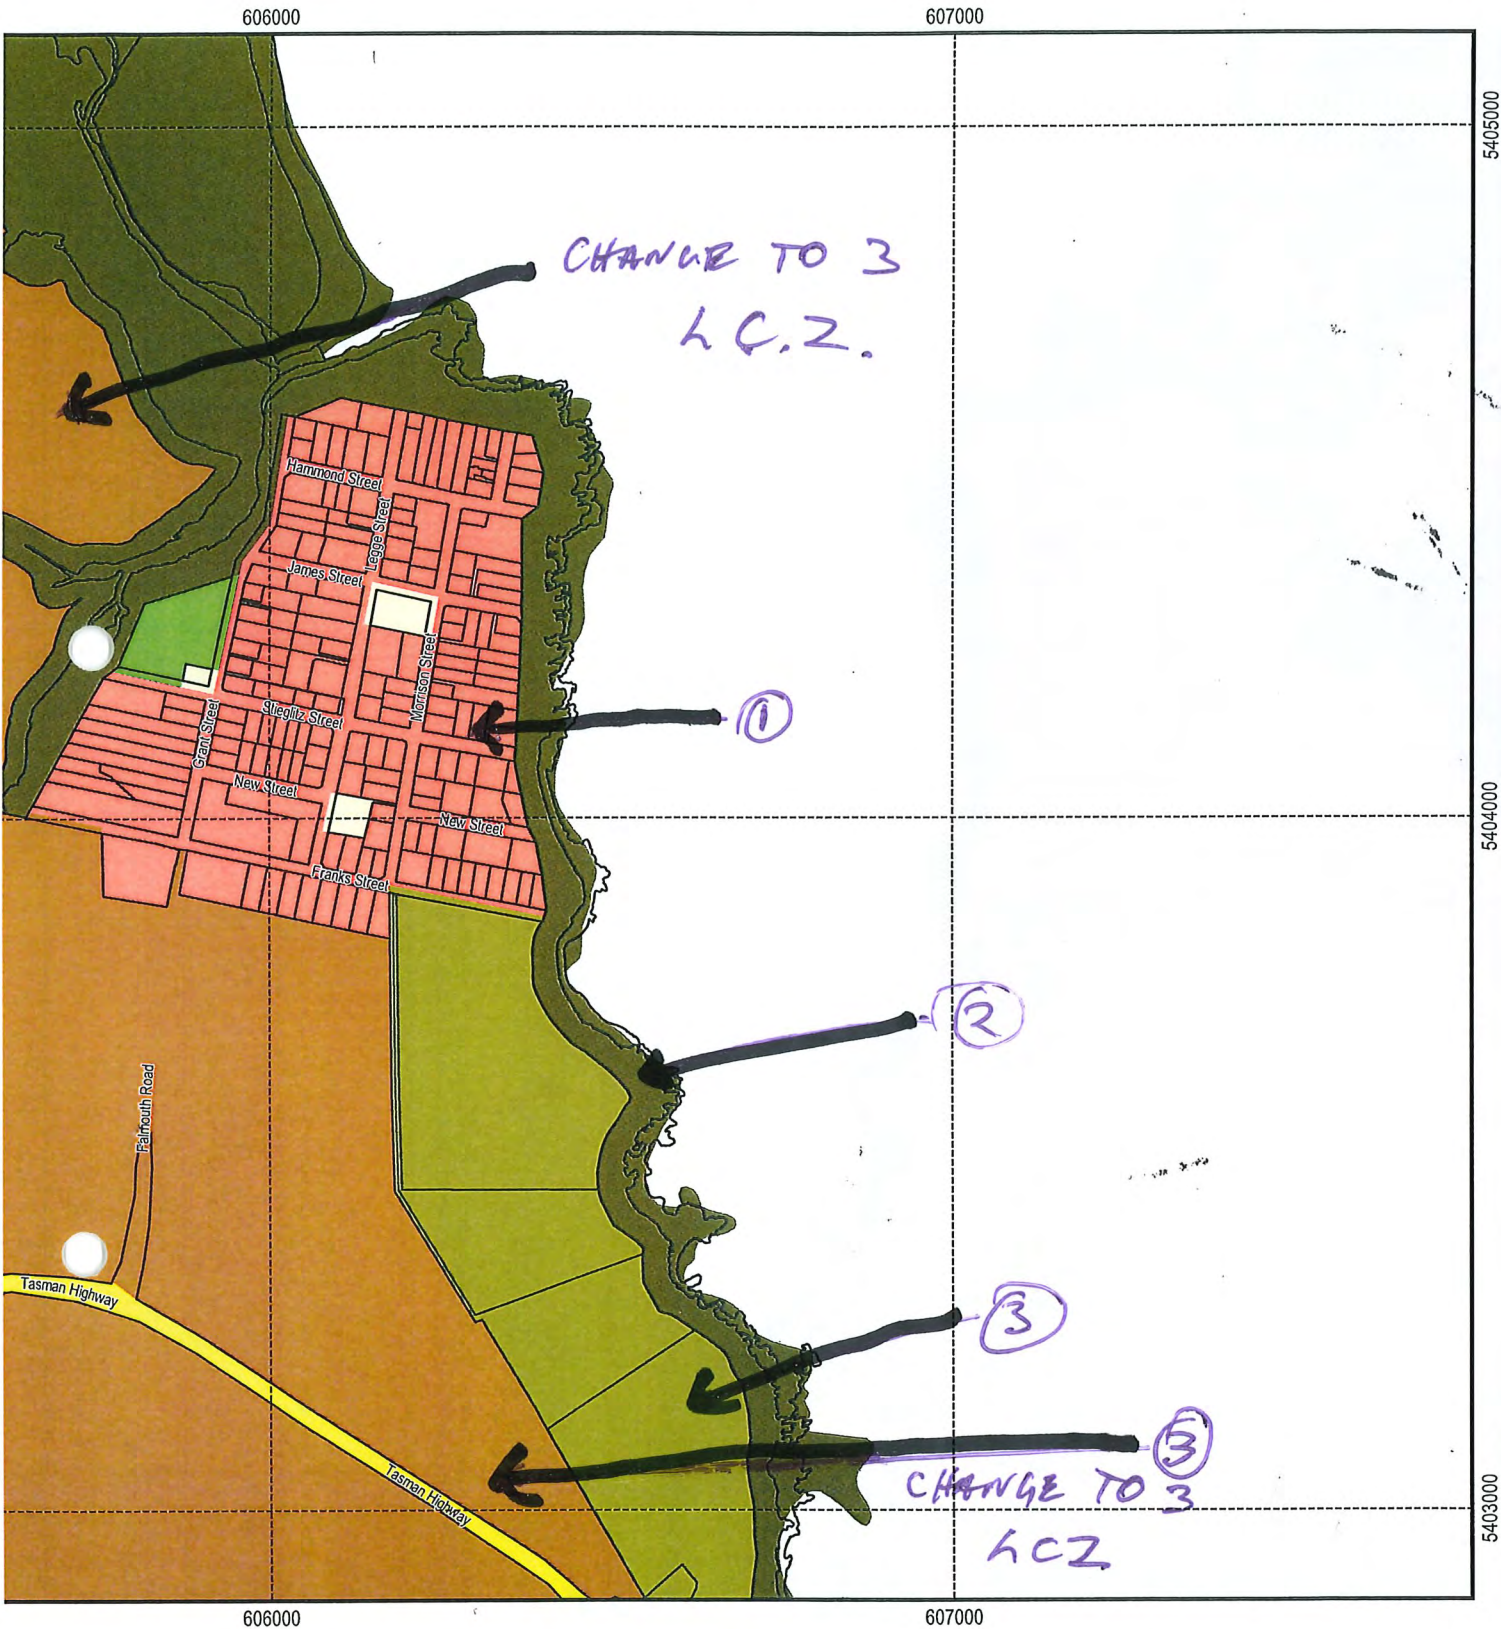 606000
607000
5405000
CHANGE TO 3
L C.Z.
Hammond Street
Legge Street
James Street
Morrison Street
①
Stieglitz Street
Grant Street
New Street
New Street
5404000
Franks Street
②
Falmouth Road
Tasman Highway
③
③
Tasman Highway
CHANGE TO 3
LCZ
5403000
606000
607000